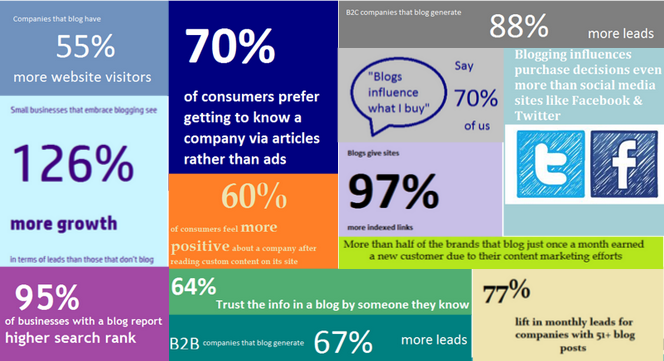 Companies that blog have
55%
more website visitors
70%
of consumers prefer
getting to know a
company via articles
rather than ads
B2C companies that blog generate
88%
more leads
"Blogs
influence
what I buy"
Say
70%
of us
Blogging influences
purchase decisions even
more than social media
sites like Facebook &
Twitter
t
f
Small businesses that embrace blogging see
126%
more growth
in terms of leads than those that don't blog
60%
of consumers feel more
positive about a company after
reading custom content on its site
Blogs give sites
97%
more indexed links
More than half of the brands that blog just once a month earned
a new customer due to their content marketing efforts
95%
of businesses with a blog report
higher search rank
64%
Trust the info in a blog by someone they know
B2B companies that blog generate 67% more leads
77%
lift in monthly leads for
companies with 51+ blog
posts